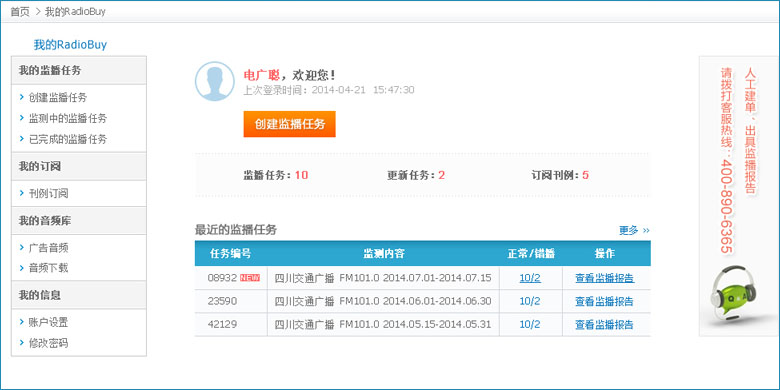 首页 > 我的RadioBuy
我的RadioBuy
我的监播任务
创建监播任务
监测中的监播任务
已完成的监播任务
我的订阅
刊例订阅
我的音频库
广告音频
音频下载
我的信息
账户设置
修改密码
电广聪，欢迎您！
上次登录时间：2014-04-21 15:47:30
创建监播任务
监播任务：10 更新任务：2 订阅刊例：5
最近的监播任务 更多 >>
任务编号 监测内容 正常/错播 操作
08932 NEW 四川交通广播 FM101.0 2014.07.01-2014.07.15 10/2 查看监播报告
23590 四川交通广播 FM101.0 2014.06.01-2014.06.30 10/2 查看监播报告
42129 四川交通广播 FM101.0 2014.05.15-2014.05.31 10/2 查看监播报告
人工建单、出具监播报告
请拨打客服热线：400-890-6365